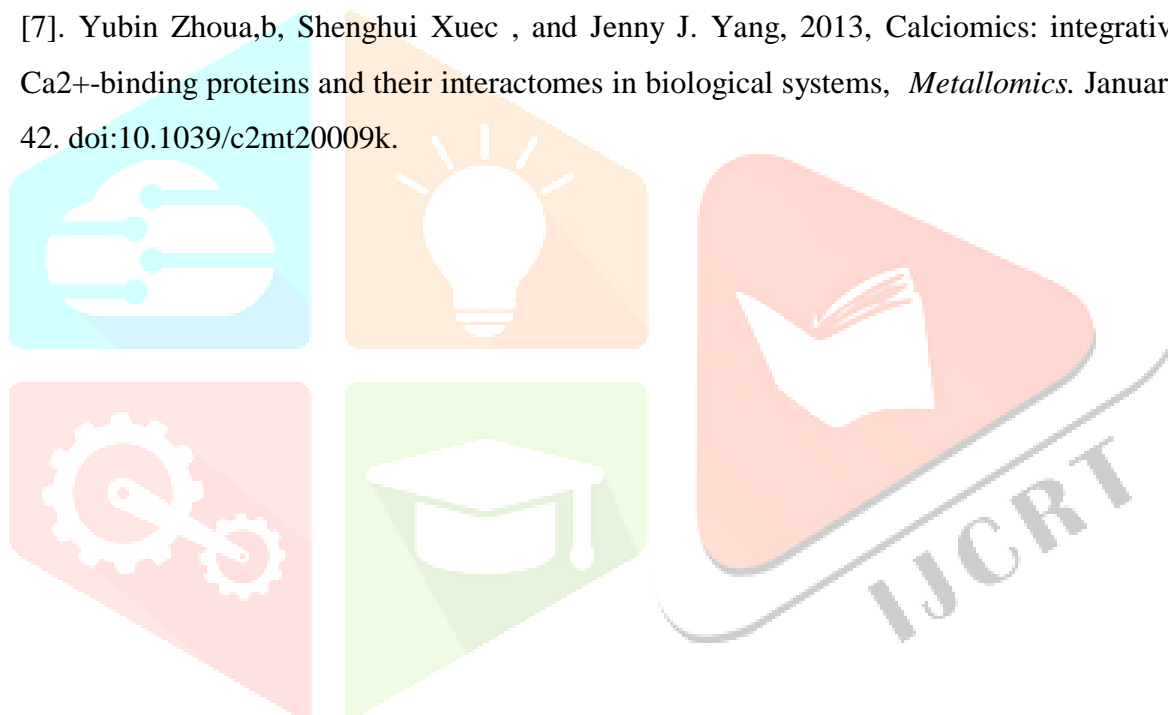 [7]. Yubin Zhoua,b, Shenghui Xuec , and Jenny J. Yang, 2013, Calciomics: integrativ
Ca2+-binding proteins and their interactomes in biological systems, Metallomics. Januar
42. doi:10.1039/c2mt20009k.
IJCRT